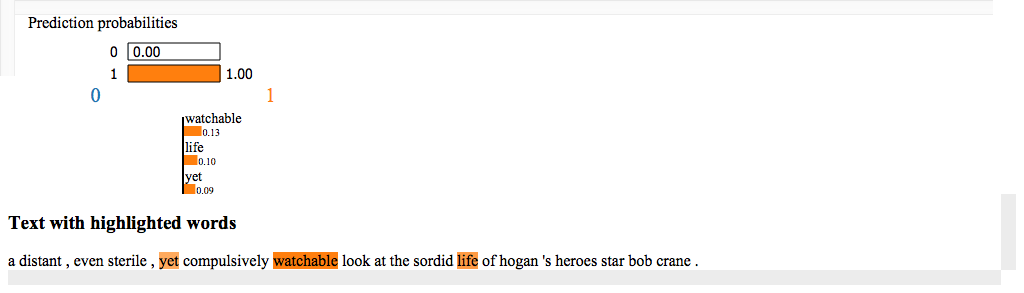 Prediction probabilities
0 0.00
1 1.00
0 1
watchable
0.13
life
0.10
yet
0.09
Text with highlighted words
a distant , even sterile , yet compulsively watchable look at the sordid life of hogan 's heroes star bob crane .